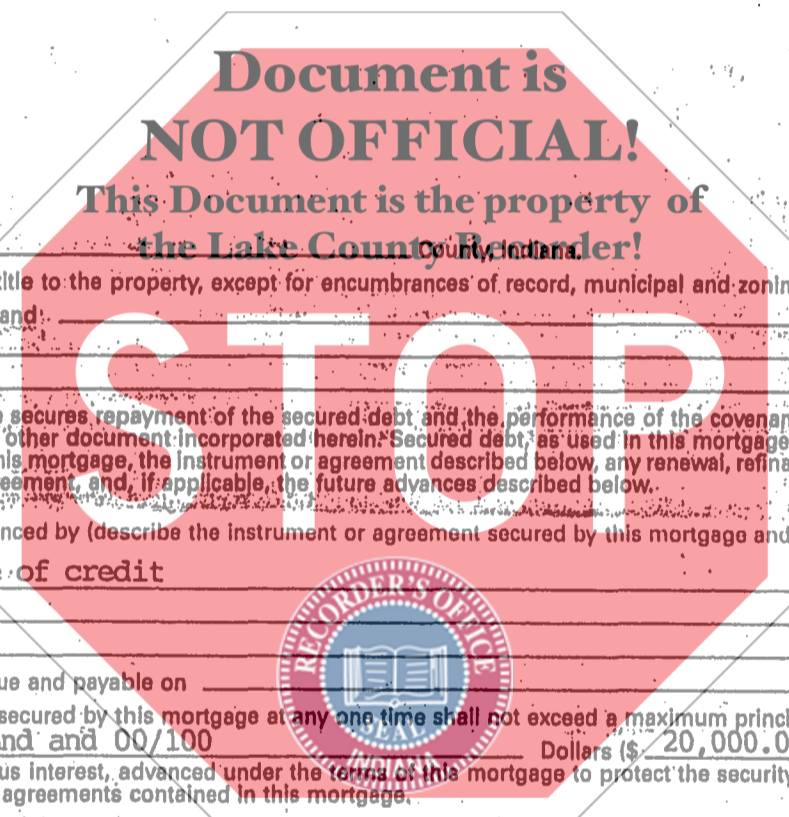 Document is
NOT OFFICIAL!
This Document is the property of
the Lake County Recorder!
County, Indiana.
title to the property, except for encumbrances of record, municipal and zonin
and
STOP
secures repayment of the secured debt and the performance of the covenan
other document incorporated herein. Secured debt, as used in this mortgage
his mortgage, the instrument or agreement described below, any renewal, refina
eement, and, if applicable, the future advances described below.
nced by (describe the instrument or agreement secured by this mortgage and
of credit
RECORDER'S OFFICE
SEAL
INDIANA
ue and payable on
secured by this mortgage at any one time shall not exceed a maximum princi
nd and 00/100 Dollars ($ 20,000.0
us interest, advanced under the terms of this mortgage to protect the security
agreements contained in this mortgage.